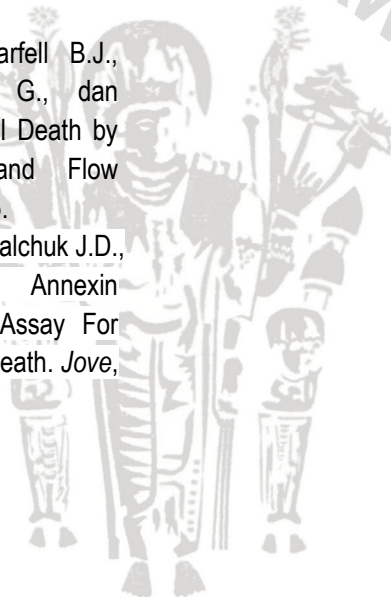 arfell B.J.,
G., dan
l Death by
and Flow
.
alchuk J.D.,
Annexin
Assay For
eath. Jove,